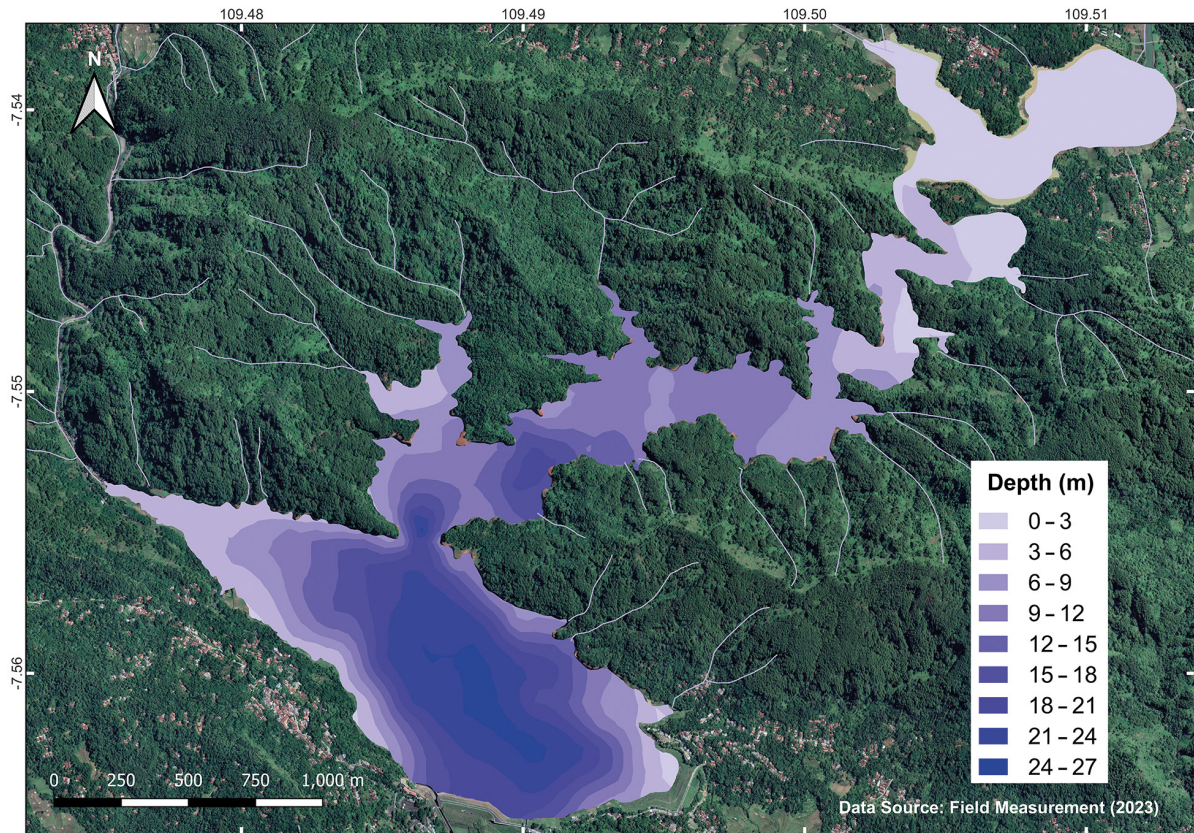 109.48
109.49
109.50
109.51
N
-7.54
-7.55
-7.56
Depth (m)
0 – 3
3 – 6
6 – 9
9 – 12
12 – 15
15 – 18
18 – 21
21 – 24
24 – 27
0 250 500 750 1,000 m
Data Source: Field Measurement (2023)